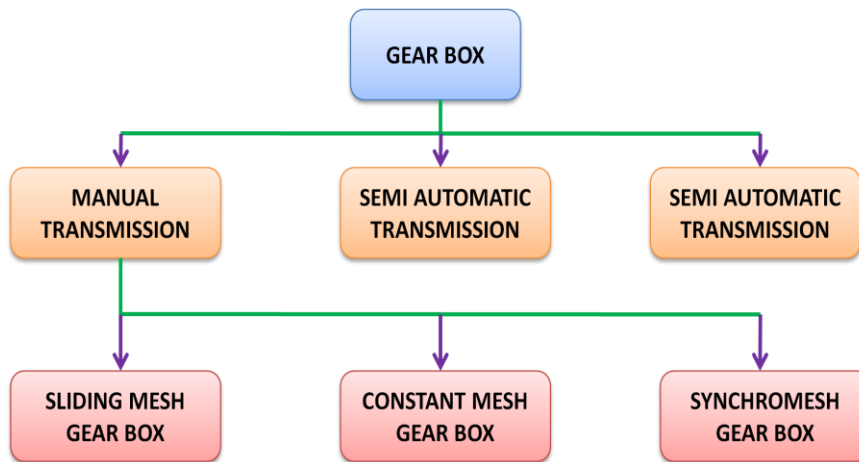 GEAR BOX
MANUAL
TRANSMISSION
SEMI AUTOMATIC
TRANSMISSION
SEMI AUTOMATIC
TRANSMISSION
SLIDING MESH
GEAR BOX
CONSTANT MESH
GEAR BOX
SYNCHROMESH
GEAR BOX